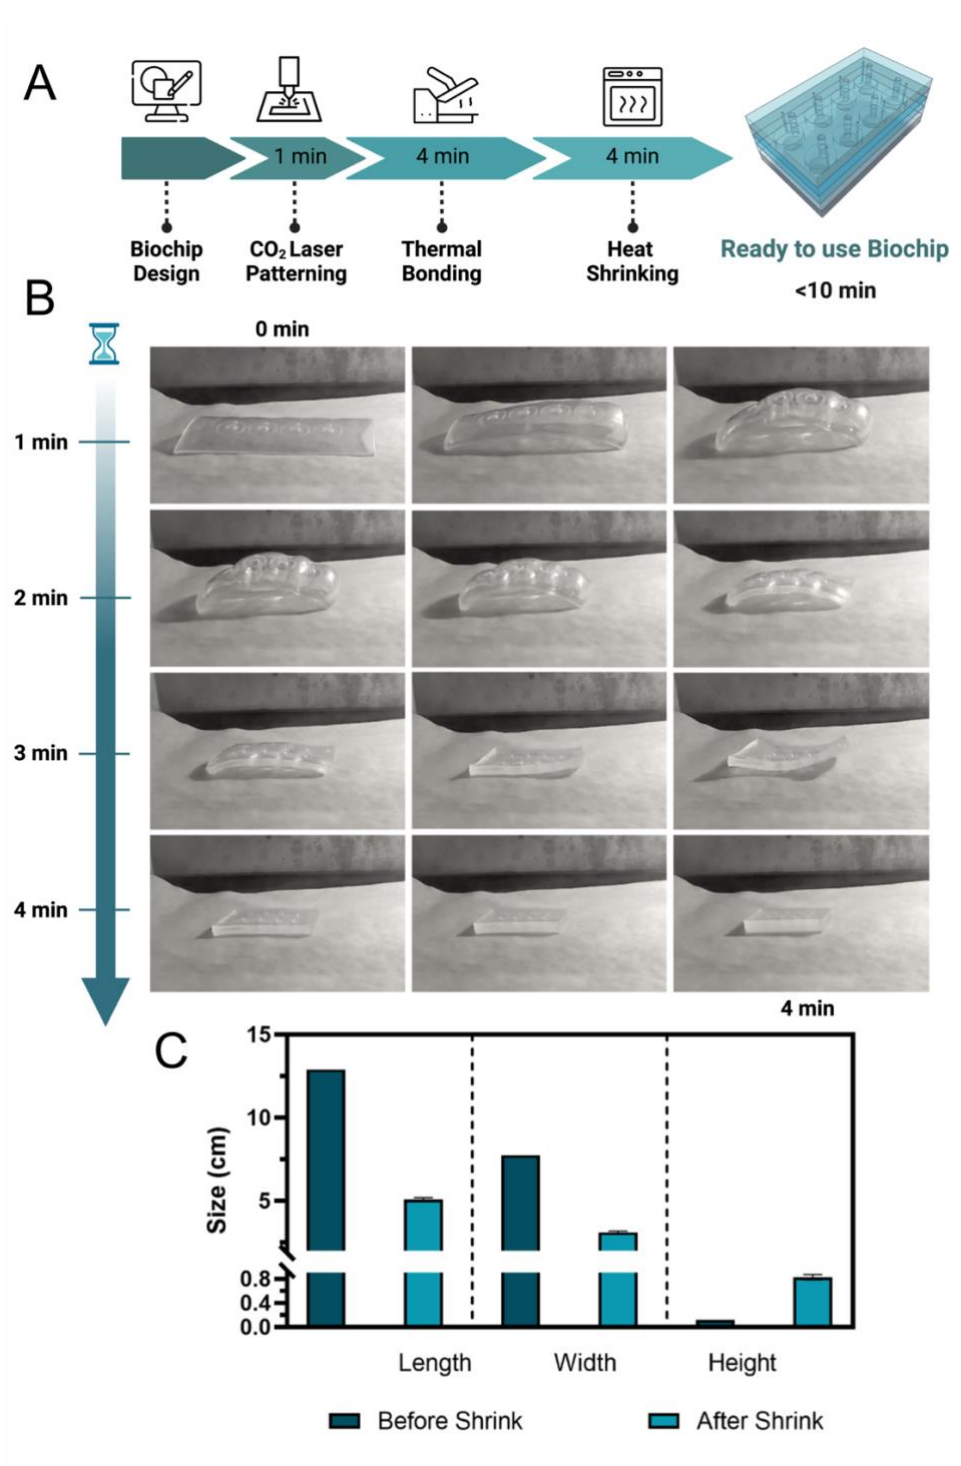 A
1 min
4 min
4 min
Biochip
Design
CO₂ Laser
Patterning
Thermal
Bonding
Heat
Shrinking
Ready to use Biochip
<10 min
B
0 min
1 min
2 min
3 min
4 min
4 min
C
Size (cm)
15
10
5
0.8
0.4
0.0
Length
Width
Height
Before Shrink
After Shrink